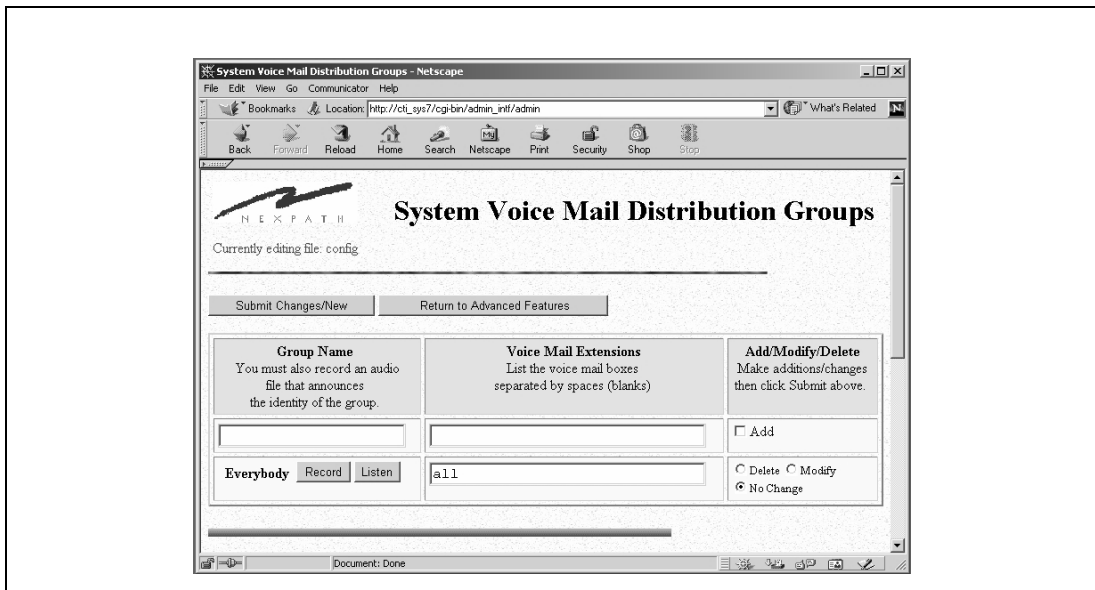 System Voice Mail Distribution Groups - Netscape
File Edit View Go Communicator Help
Bookmarks Location: http://cti_sys7/cgi-bin/admin_intf/admin What's Related N
Back Forward Reload Home Search Netscape Print Security Shop Stop
My
NEXPATH
System Voice Mail Distribution Groups
Currently editing file: config
Submit Changes/New Return to Advanced Features
Group Name
You must also record an audio
file that announces
the identity of the group.
Voice Mail Extensions
List the voice mail boxes
separated by spaces (blanks)
Add/Modify/Delete
Make additions/changes
then click Submit above.
Add
Everybody Record Listen all Delete Modify
No Change
Document: Done